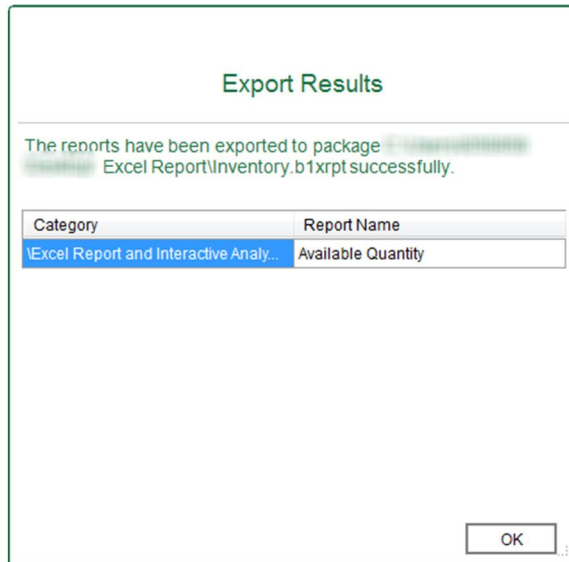 Export Results
The reports have been exported to package
Excel Report\Inventory.b1xrpt successfully.
Category Report Name
\Excel Report and Interactive Analy... Available Quantity
OK